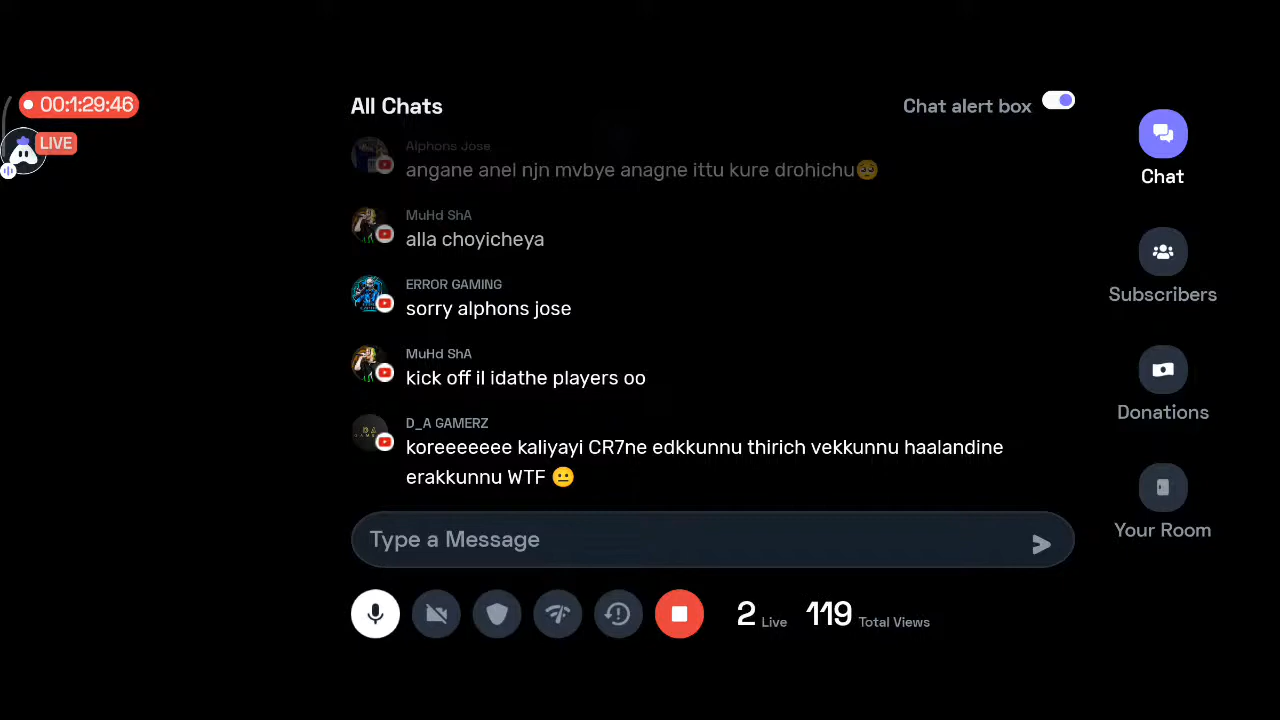 00:1:29:46
LIVE
All Chats
Chat alert box
Alphons Jose
angane anel njn mvbye anagne ittu kure drohichu🥺
MuHd ShA
alla choyicheya
ERROR GAMING
sorry alphons jose
MuHd ShA
kick off il idathe players oo
D_A GAMERZ
koreeeeeee kaliyayi CR7ne edkkunnu thirich vekkunnu haalandine
erakkunnu WTF 😐
Type a Message
2 Live 119 Total Views
Chat
Subscribers
Donations
Your Room